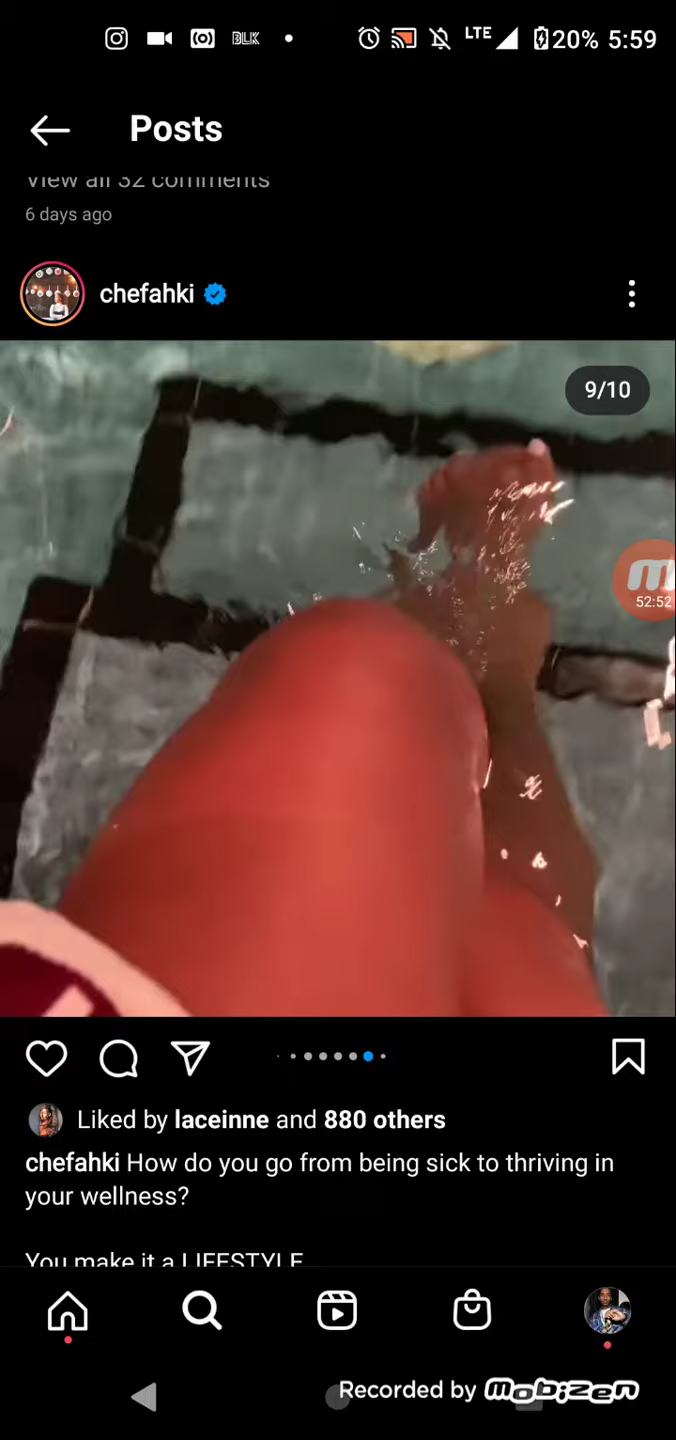 BLK LTE 20% 5:59
Posts
View all 32 comments
6 days ago
chefahki
9/10
52:52
Liked by laceinne and 880 others
chefahki How do you go from being sick to thriving in
your wellness?
You make it a LIFESTYLE
Recorded by Mobizen